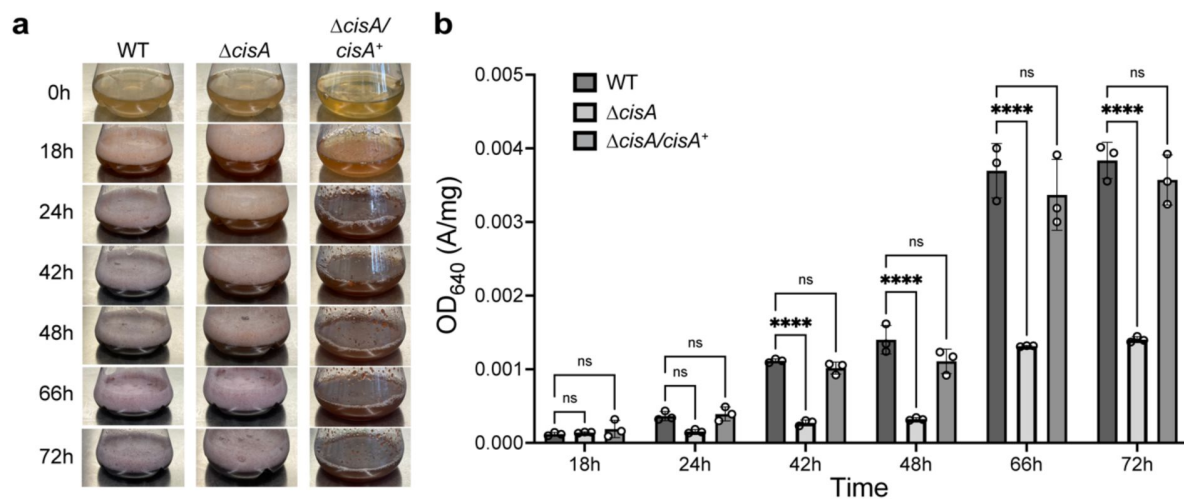 a
WT
ΔcisA
ΔcisA/
cisA⁺
0h
18h
24h
42h
48h
66h
72h
b
WT
ΔcisA
ΔcisA/cisA⁺
OD₆₄₀ (A/mg)
0.005
0.004
0.003
0.002
0.001
0.000
ns
ns
ns
ns
ns
****
ns
****
ns
****
ns
****
18h
24h
42h
48h
66h
72h
Time